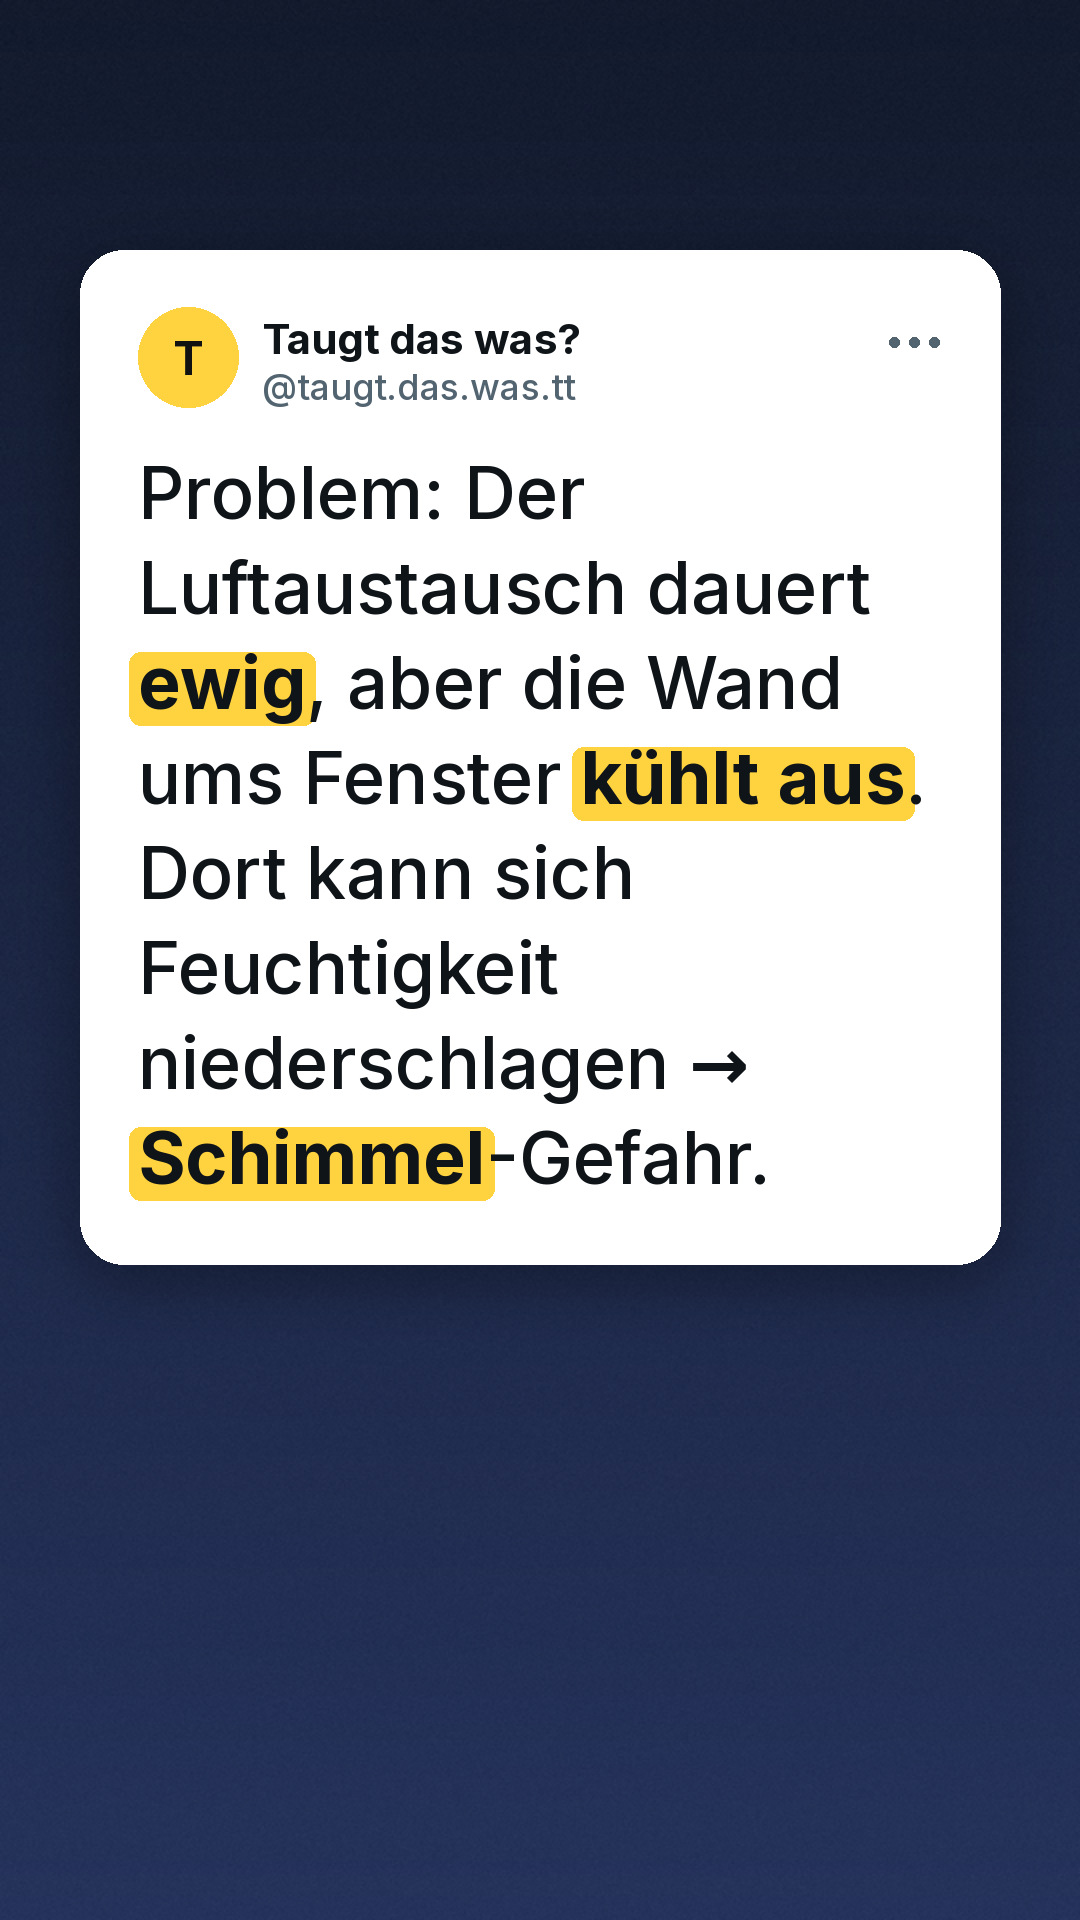 T
Taugt das was?
@taugt.das.was.tt
Problem: Der
Luftaustausch dauert
ewig, aber die Wand
ums Fenster kühlt aus.
Dort kann sich
Feuchtigkeit
niederschlagen →
Schimmel-Gefahr.